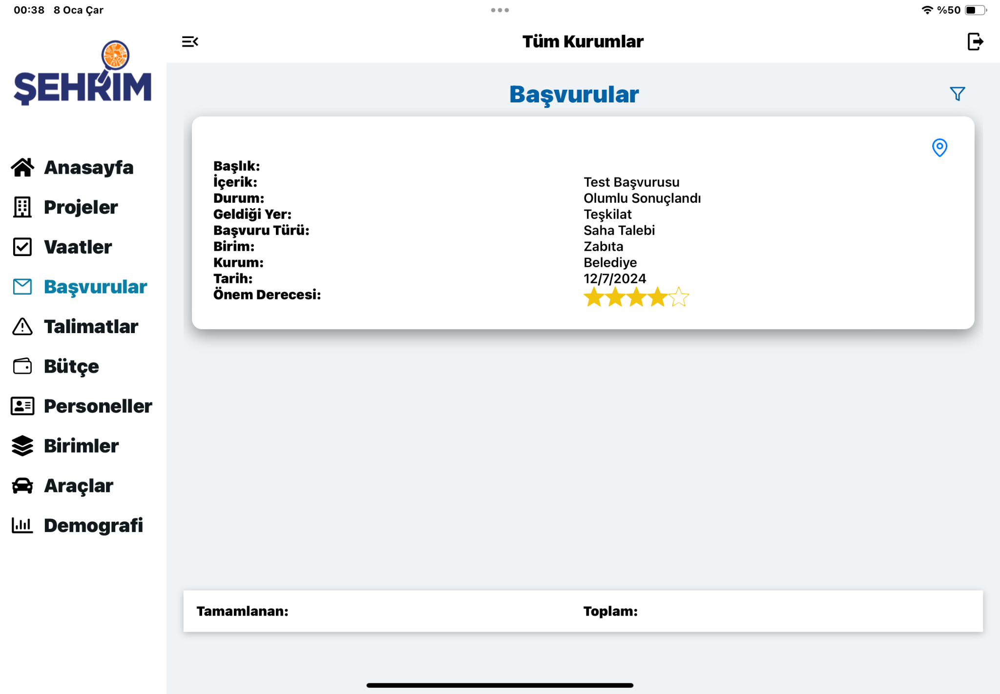 00:38 8 Oca Çar
%50
ŞEHRİM
Tüm Kurumlar
Anasayfa
Projeler
Vaatler
Başvurular
Talimatlar
Bütçe
Personeller
Birimler
Araçlar
Demografi
Başvurular
Başlık:
İçerik: Test Başvurusu
Durum: Olumlu Sonuçlandı
Geldiği Yer: Teşkilat
Başvuru Türü: Saha Talebi
Birim: Zabıta
Kurum: Belediye
Tarih: 12/7/2024
Önem Derecesi:
Tamamlanan: Toplam: